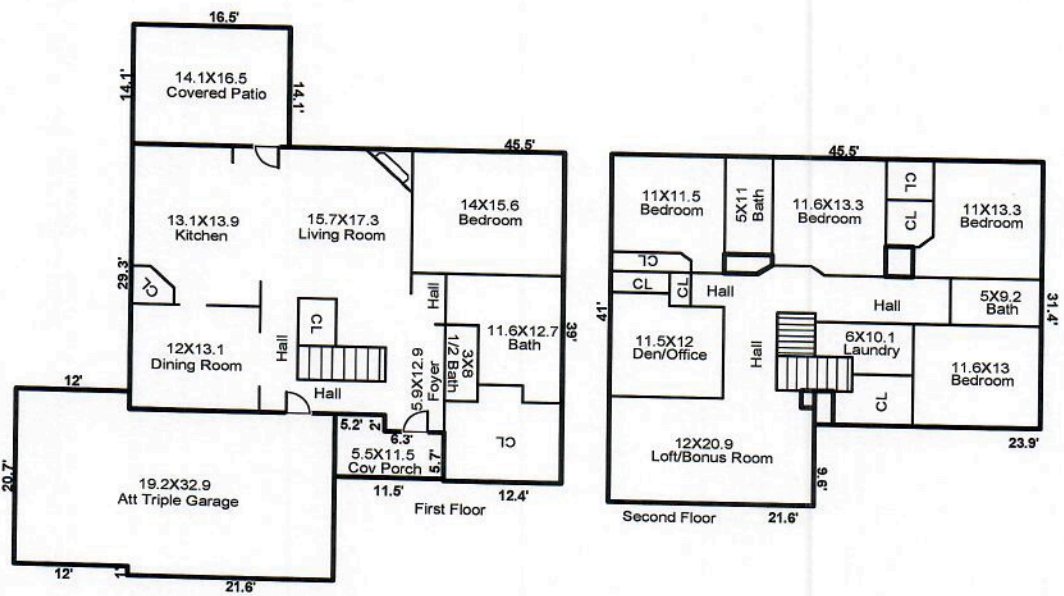 16.5'
14.1'
14.1X16.5
Covered Patio
14.1'
45.5'
13.1X13.9
Kitchen
15.7X17.3
Living Room
14X15.6
Bedroom
29.3'
CL
CL
Hall
Hall
11.6X12.7
Bath
39'
3X8
1/2 Bath
12X13.1
Dining Room
Hall
5.9X12.9
Foyer
12'
5.2'
2'
6.3'
5.5X11.5
Cov Porch
5.7'
CL
20.7'
19.2X32.9
Att Triple Garage
11.5'
12.4'
First Floor
12'
1'
21.6'
45.5'
11X11.5
Bedroom
5X11
Bath
11.6X13.3
Bedroom
CL
CL
11X13.3
Bedroom
CL
CL
CL
Hall
Hall
5X9.2
Bath
31.4'
41'
11.5X12
Den/Office
Hall
6X10.1
Laundry
11.6X13
Bedroom
CL
12X20.9
Loft/Bonus Room
9.6'
23.9'
Second Floor
21.6'